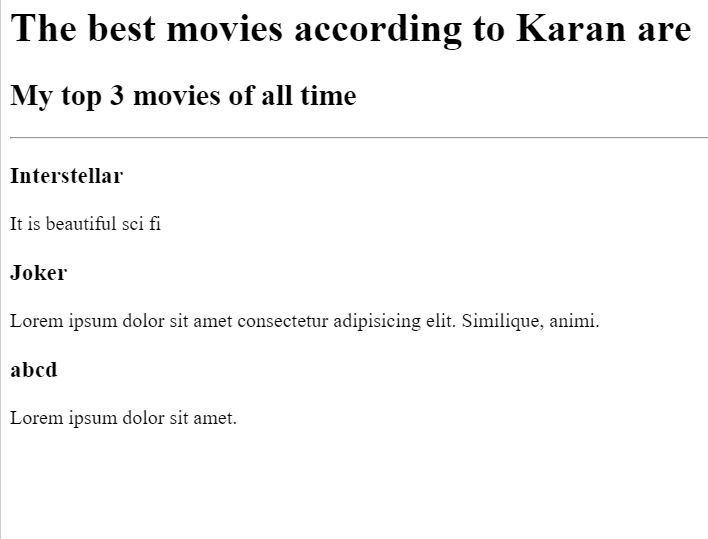 The best movies according to Karan are
My top 3 movies of all time
Interstellar
It is beautiful sci fi
Joker
Lorem ipsum dolor sit amet consectetur adipisicing elit. Similique, animi.
abcd
Lorem ipsum dolor sit amet.